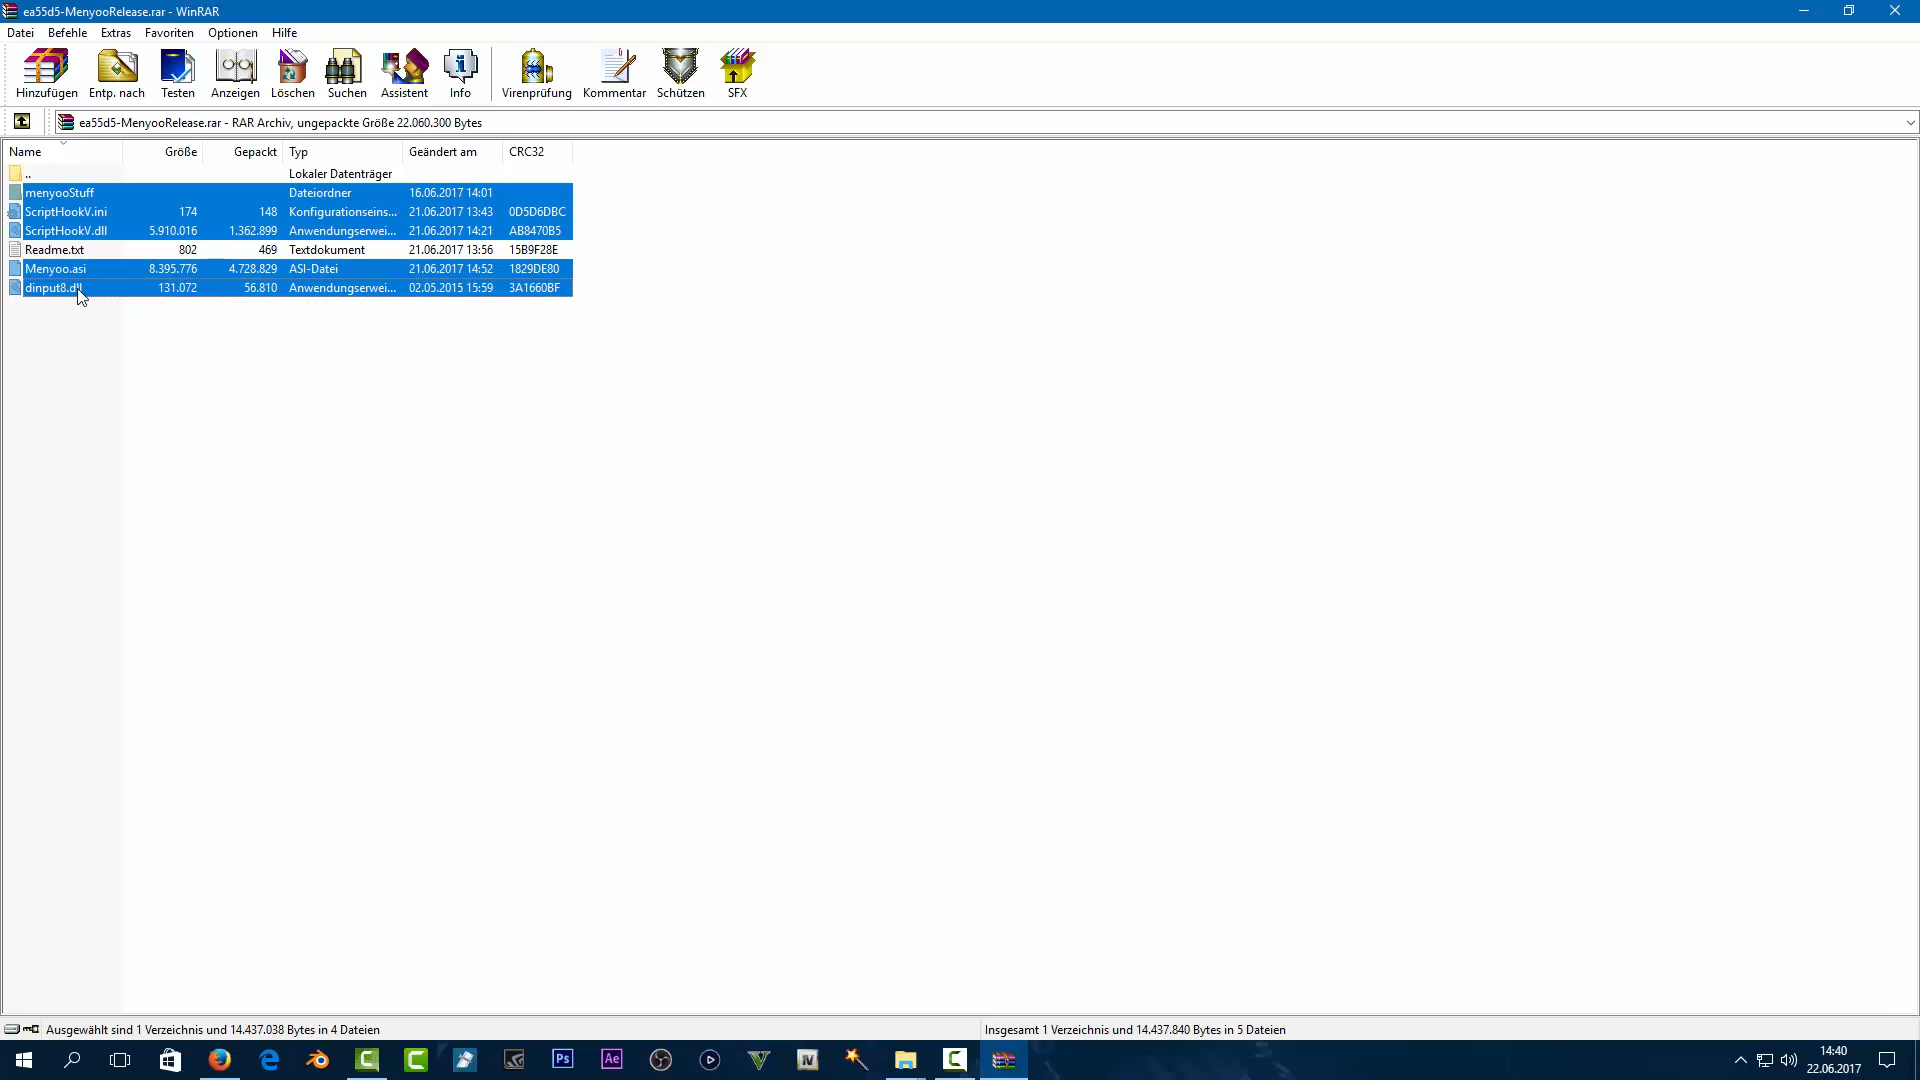 ea55d5-MenyooRelease.rar - WinRAR
Datei Befehle Extras Favoriten Optionen Hilfe
Hinzufügen Entp. nach Testen Anzeigen Löschen Suchen Assistent Info Virenprüfung Kommentar Schützen SFX
ea55d5-MenyooRelease.rar - RAR Archiv, ungepackte Größe 22.060.300 Bytes
Name Größe Gepackt Typ Geändert am CRC32
.. Lokaler Datenträger
menyooStuff Dateiordner 16.06.2017 14:01
ScriptHookV.ini 174 148 Konfigurationseins... 21.06.2017 13:43 0D5D6DBC
ScriptHookV.dll 5.910.016 1.362.899 Anwendungserwei... 21.06.2017 14:21 AB8470B5
Readme.txt 802 469 Textdokument 21.06.2017 13:56 15B9F28E
Menyoo.asi 8.395.776 4.728.829 ASI-Datei 21.06.2017 14:52 1829DE80
dinput8.dll 131.072 56.810 Anwendungserwei... 02.05.2015 15:59 3A1660BF
Ausgewählt sind 1 Verzeichnis und 14.437.038 Bytes in 4 Dateien
Insgesamt 1 Verzeichnis und 14.437.840 Bytes in 5 Dateien
Ps Ae V IV
14:40
22.06.2017